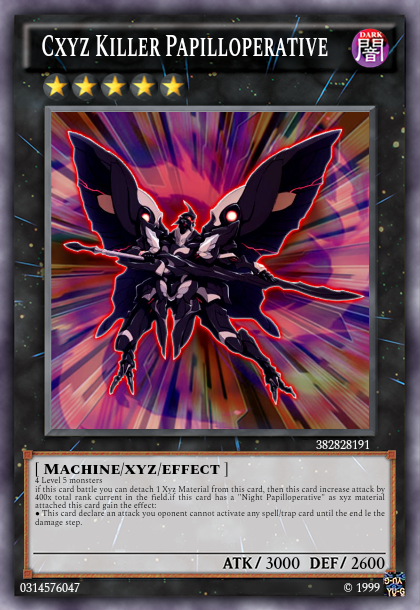 Cxyz Killer Papilloperative
DARK
闇
382828191
[ Machine/xyz/effect ]
4 Level 5 monsters
if this card battle you can detach 1 Xyz Material from this card, then this card increase attack by
400x total rank current in the field.if this card has a "Night Papilloperative" as xyz material
attached this card gain the effect:
● This card declare an attack you oponent cannot activate any spell/trap card until the end le the
damage step.
ATK / 3000 DEF / 2600
0314576047
© 1999